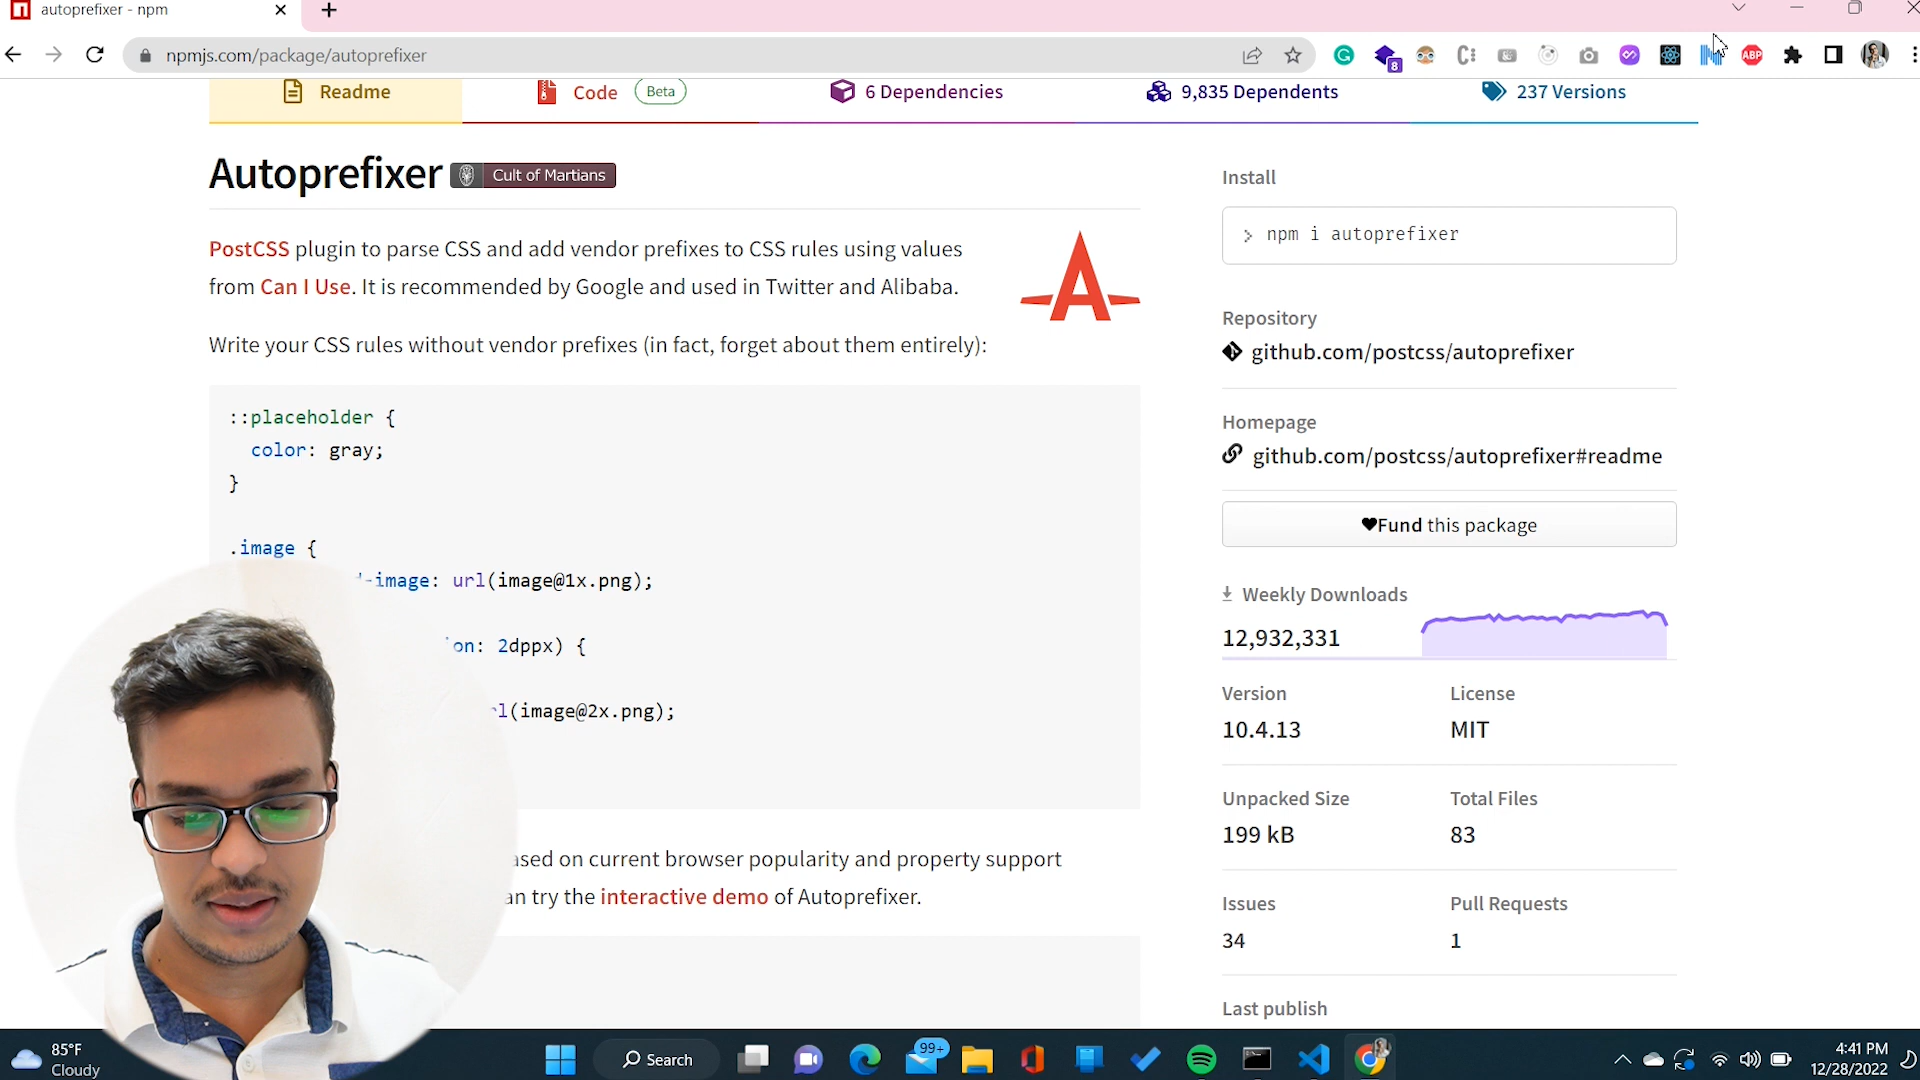 autoprefixer - npm
npmjs.com/package/autoprefixer
8
ABP
Readme
Code Beta
6 Dependencies
9,835 Dependents
237 Versions
Autoprefixer
Cult of Martians
PostCSS plugin to parse CSS and add vendor prefixes to CSS rules using values
from Can I Use. It is recommended by Google and used in Twitter and Alibaba.
Write your CSS rules without vendor prefixes (in fact, forget about them entirely):
::placeholder {
color: gray;
}
.image {
-image: url(image@1x.png);
on: 2dppx) {
l(image@2x.png);
ased on current browser popularity and property support
an try the interactive demo of Autoprefixer.
Install
> npm i autoprefixer
Repository
github.com/postcss/autoprefixer
Homepage
github.com/postcss/autoprefixer#readme
Fund this package
Weekly Downloads
12,932,331
Version
License
10.4.13
MIT
Unpacked Size
Total Files
199 kB
83
Issues
Pull Requests
34
1
Last publish
85°F
Cloudy
Search
99+
4:41 PM
12/28/2022